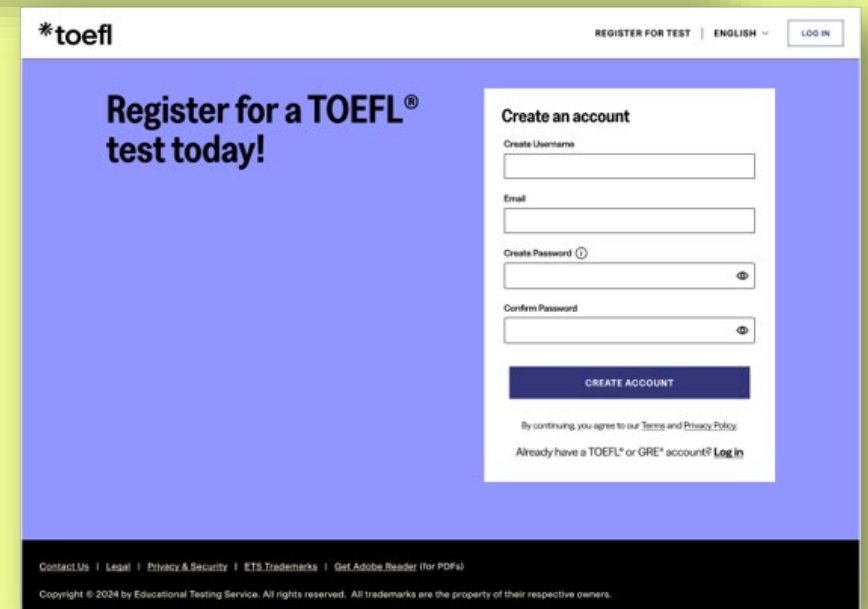 *toefl
REGISTER FOR TEST | ENGLISH
LOG IN
Register for a TOEFL®
test today!
Create an account
Create Username
Email
Create Password
Confirm Password
CREATE ACCOUNT
By continuing, you agree to our Terms and Privacy Policy.
Already have a TOEFL® or GRE® account? Log in
Contact Us | Legal | Privacy & Security | ETS Trademarks | Get Adobe Reader (for PDFs)
Copyright © 2024 by Educational Testing Service. All rights reserved. All trademarks are the property of their respective owners.